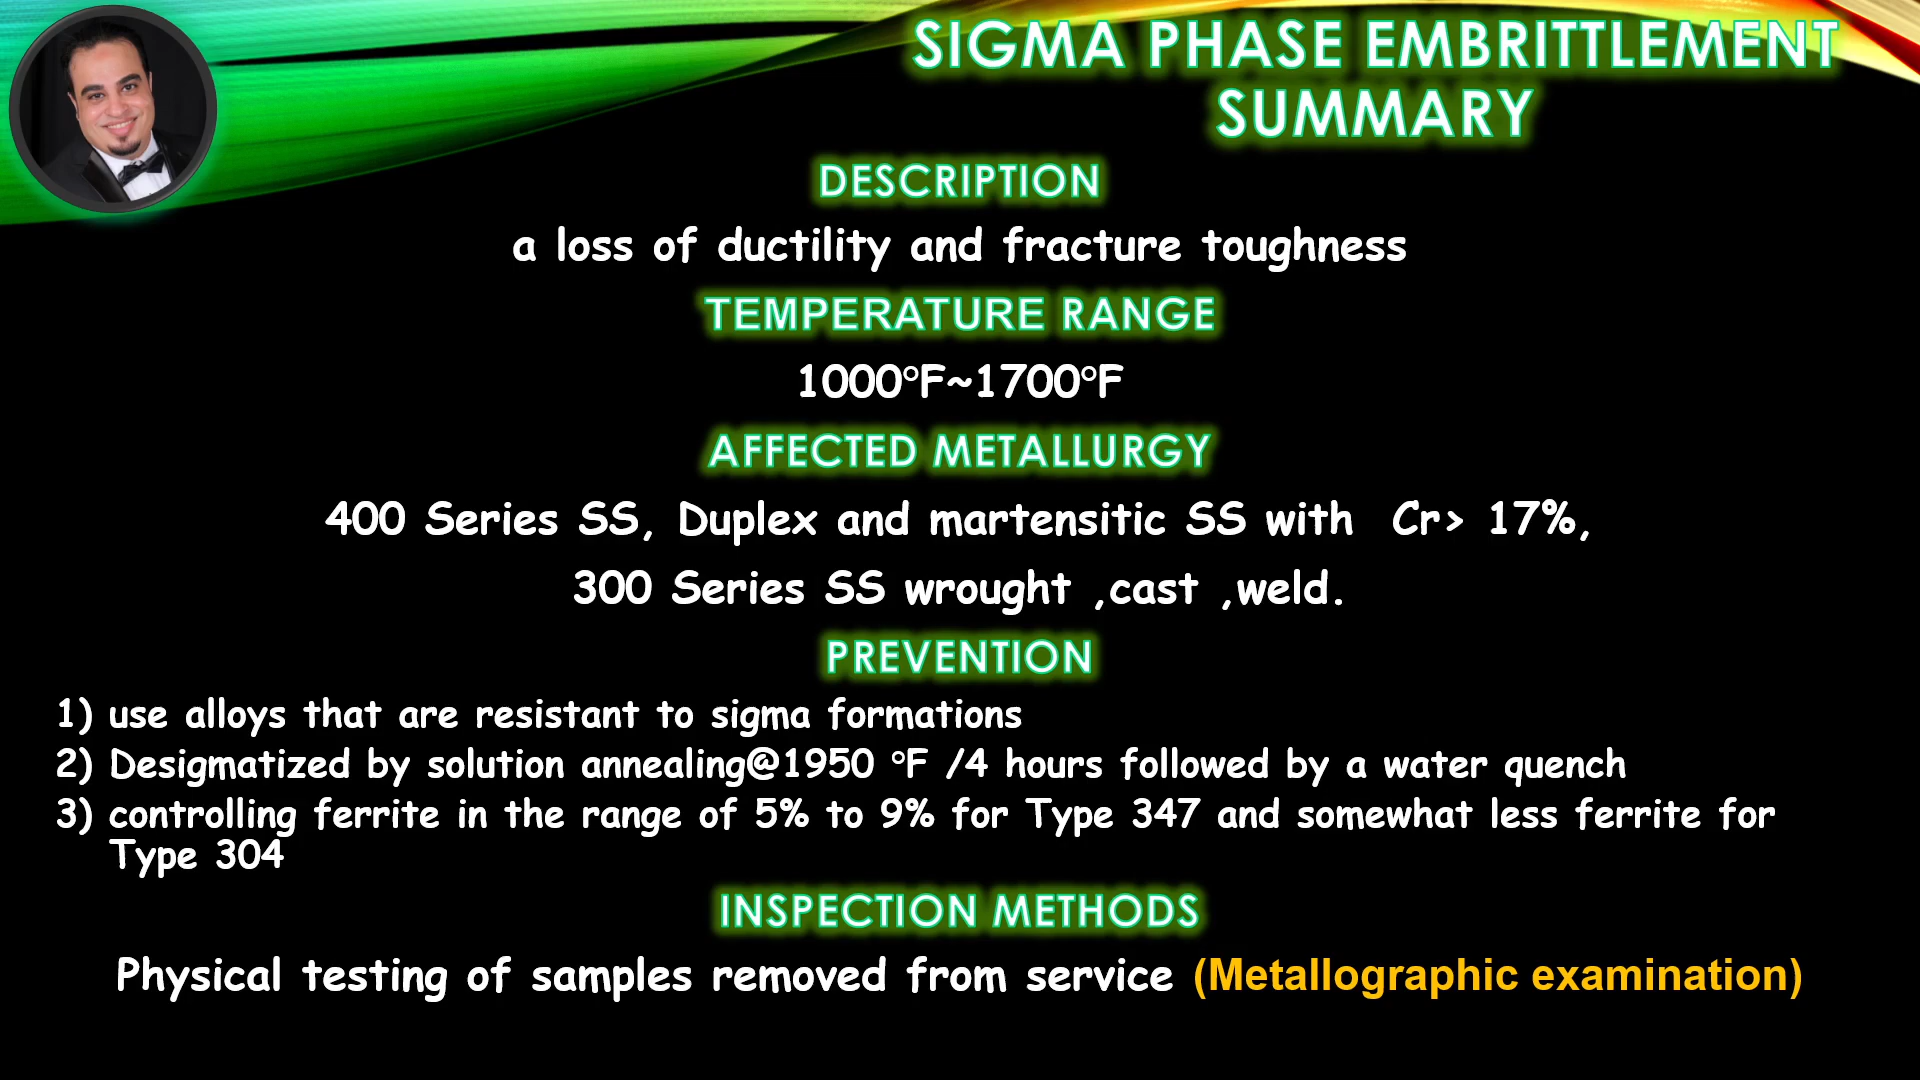 SIGMA PHASE EMBRITTLEMENT
SUMMARY
DESCRIPTION
a loss of ductility and fracture toughness
TEMPERATURE RANGE
1000°F~1700°F
AFFECTED METALLURGY
400 Series SS, Duplex and martensitic SS with  Cr> 17%,
300 Series SS wrought ,cast ,weld.
PREVENTION
1) use alloys that are resistant to sigma formations
2) Desigmatized by solution annealing@1950 °F /4 hours followed by a water quench
3) controlling ferrite in the range of 5% to 9% for Type 347 and somewhat less ferrite for
Type 304
INSPECTION METHODS
Physical testing of samples removed from service (Metallographic examination)